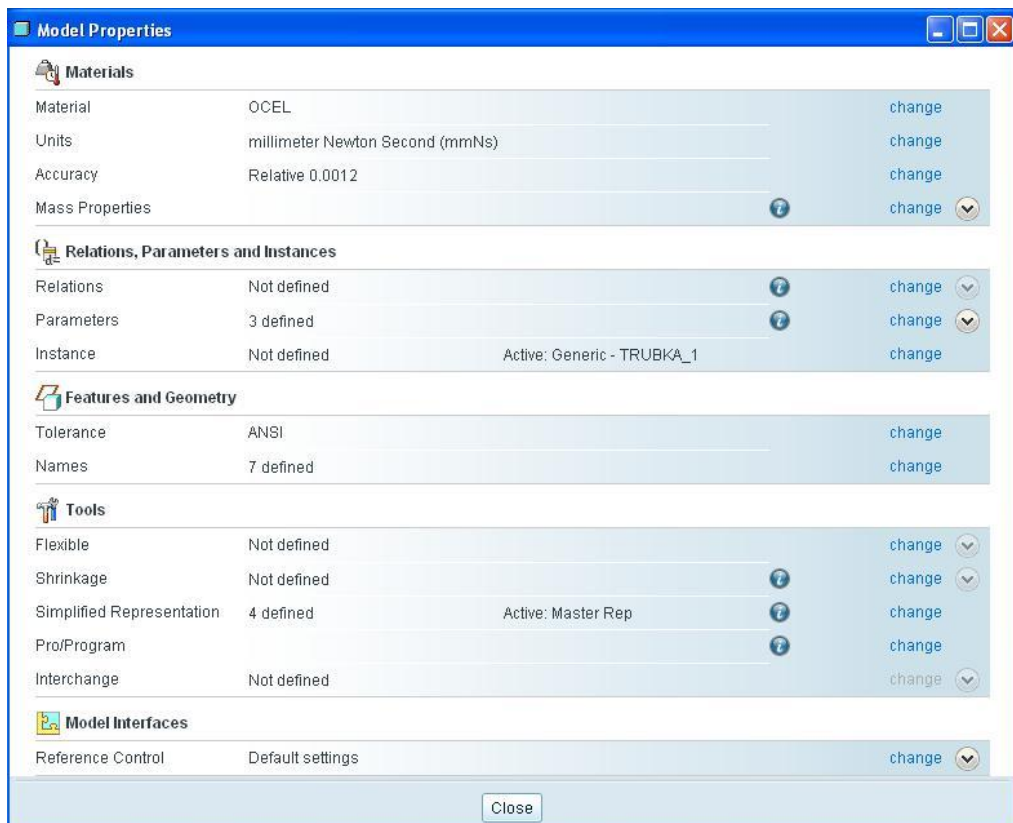 Model Properties
Materials
Material OCEL change
Units millimeter Newton Second (mmNs) change
Accuracy Relative 0.0012 change
Mass Properties change
Relations, Parameters and Instances
Relations Not defined change
Parameters 3 defined change
Instance Not defined Active: Generic - TRUBKA_1 change
Features and Geometry
Tolerance ANSI change
Names 7 defined change
Tools
Flexible Not defined change
Shrinkage Not defined change
Simplified Representation 4 defined Active: Master Rep change
Pro/Program change
Interchange Not defined change
Model Interfaces
Reference Control Default settings change
Close